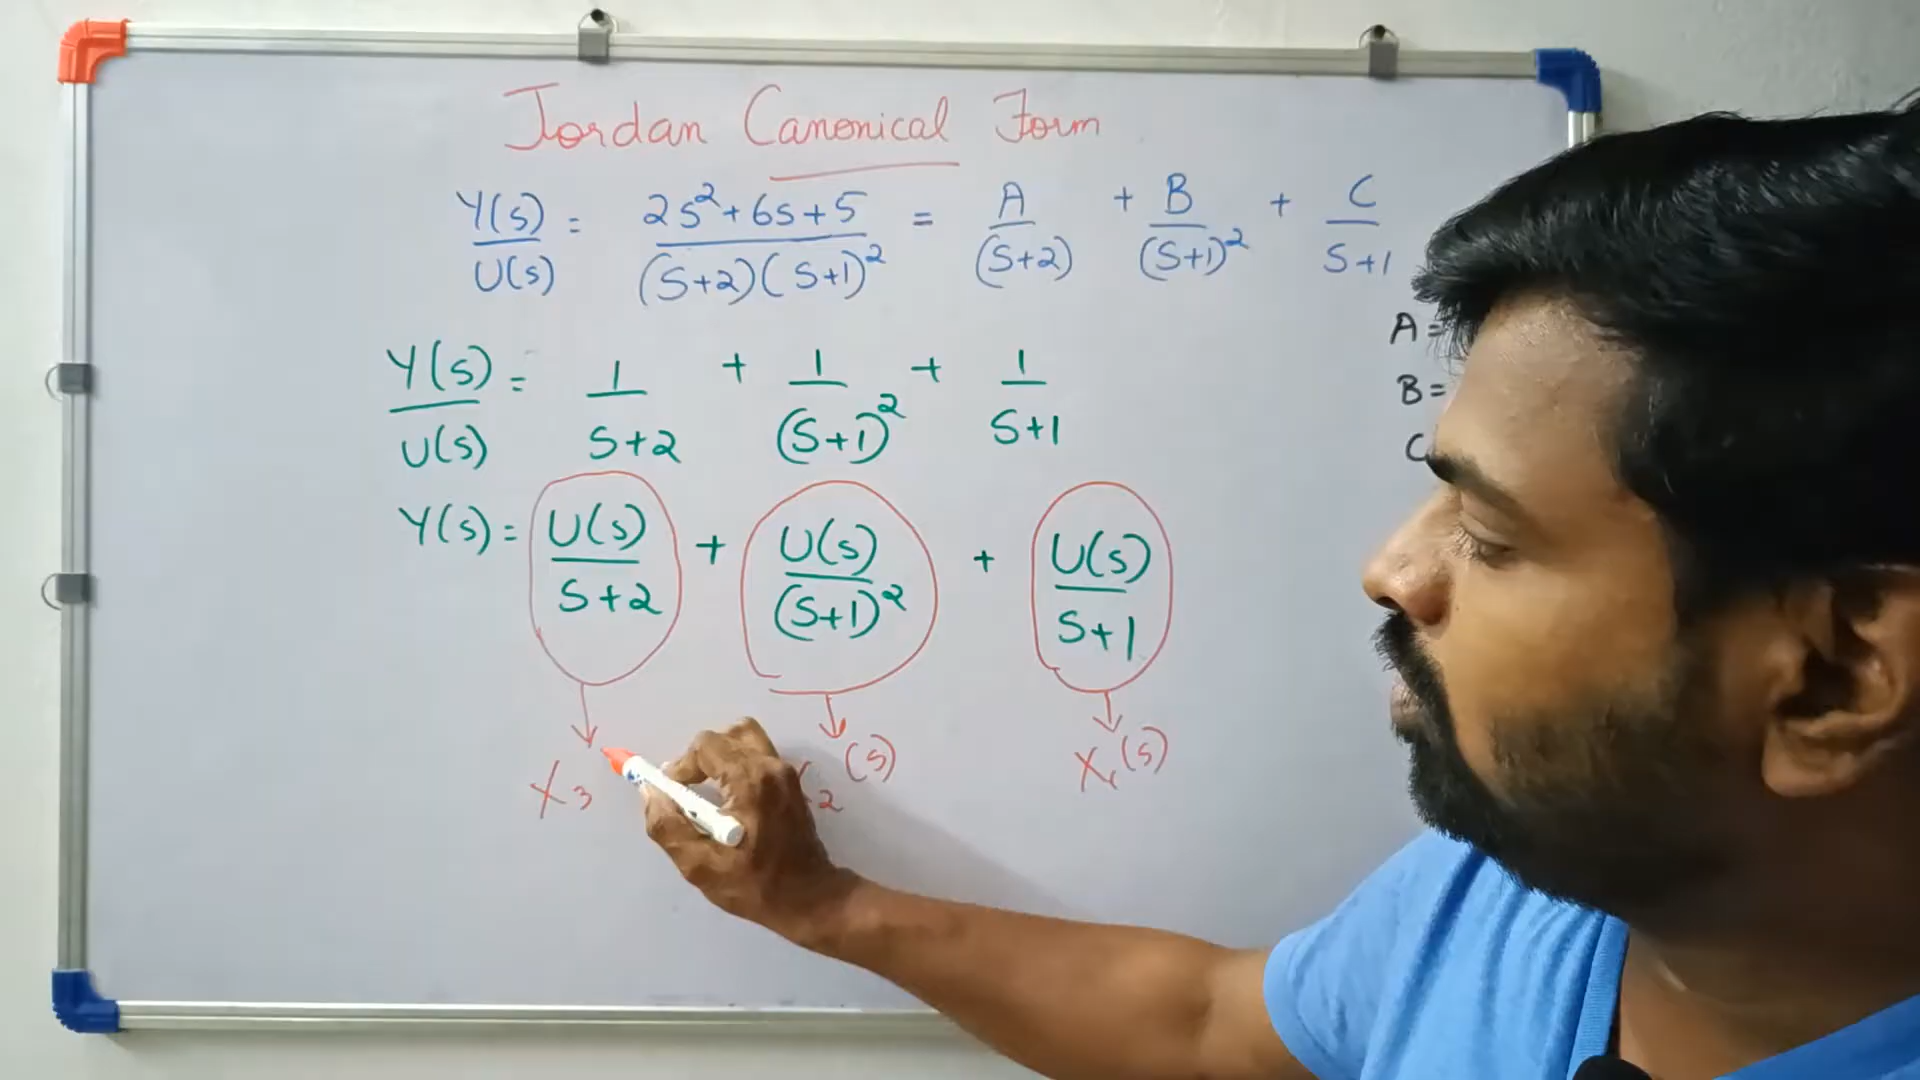 Jordan Canonical Form
Y(s)/U(s) = 2s²+6s+5/(s+2)(s+1)² = A/(s+2) + B/(s+1)² + C/s+1
A=
B=
C
Y(s)/U(s) = 1/s+2 + 1/(s+1)² + 1/s+1
Y(s) = U(s)/s+2 + U(s)/(s+1)² + U(s)/s+1
X₃ X₂(s) X₁(s)